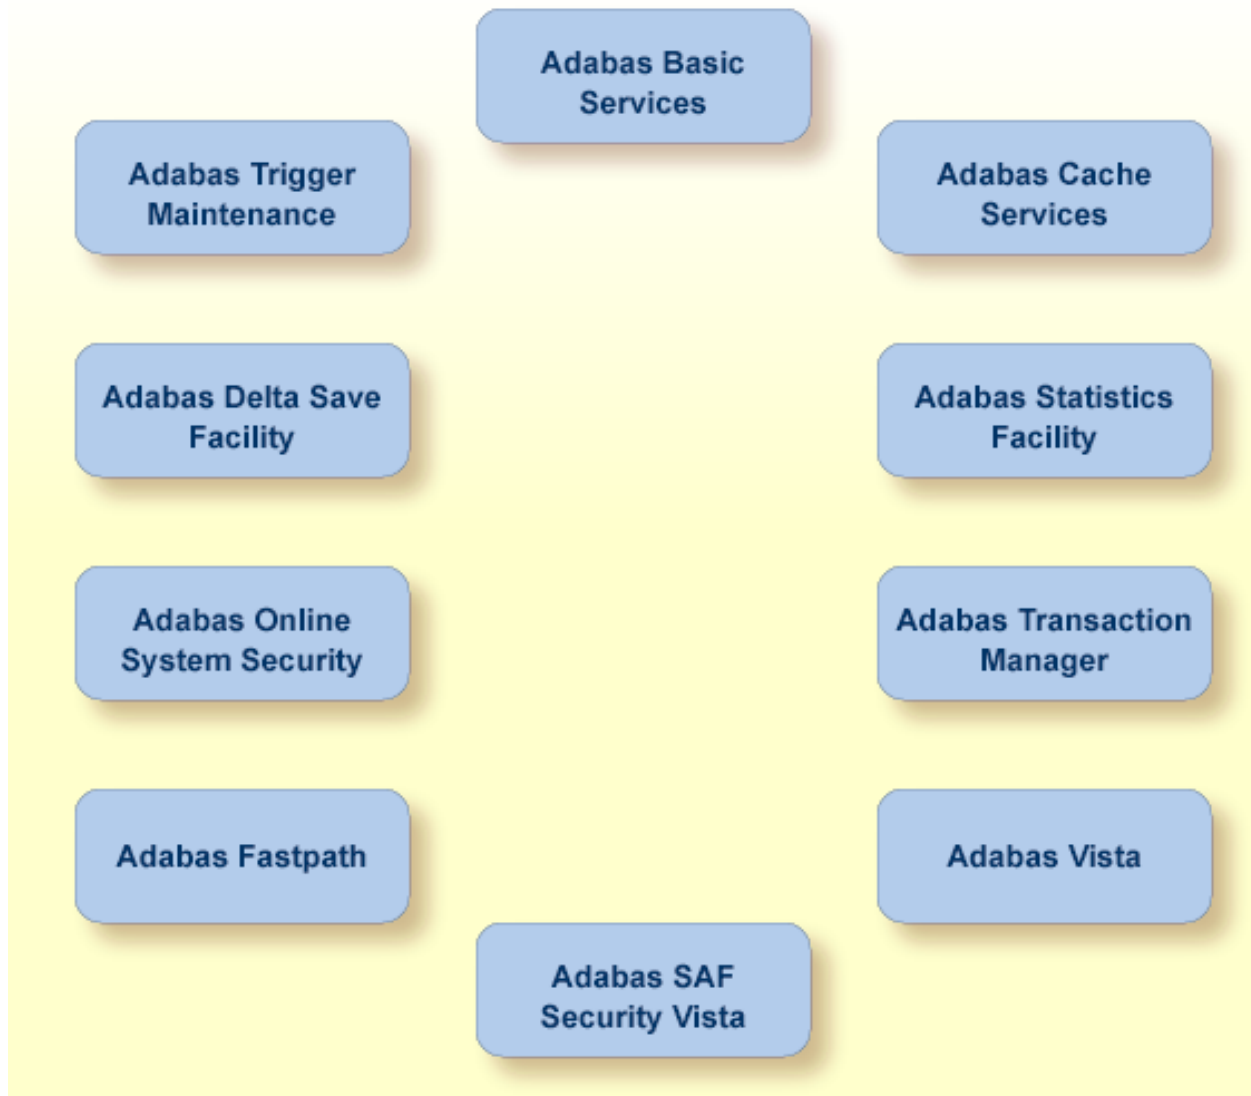 Adabas Basic
Services
Adabas Trigger
Maintenance
Adabas Cache
Services
Adabas Delta Save
Facility
Adabas Statistics
Facility
Adabas Online
System Security
Adabas Transaction
Manager
Adabas Fastpath
Adabas Vista
Adabas SAF
Security Vista